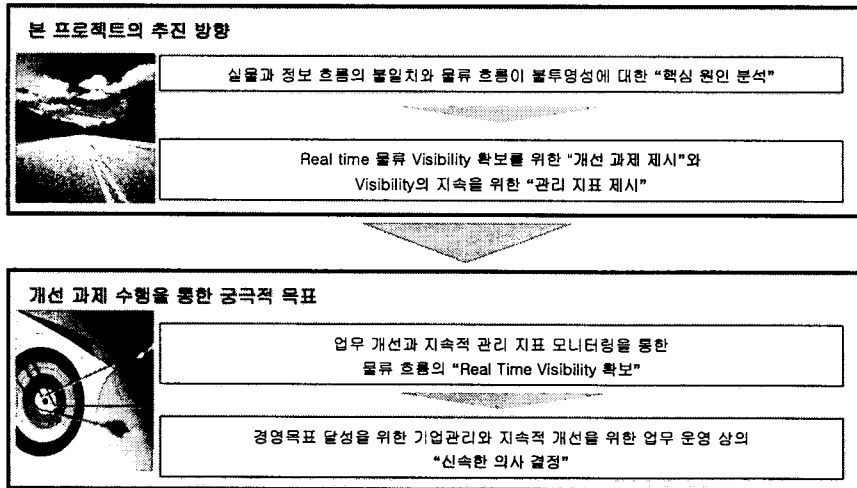 본 프로젝트의 추진 방향
실물과 정보 흐름의 불일치와 물류 흐름이 불투명성에 대한 “핵심 원인 분석”
Real time 물류 Visibility 확보를 위한 “개선 과제 제시”와
Visibility의 지속을 위한 “관리 지표 제시”
개선 과제 수행을 통한 궁극적 목표
업무 개선과 지속적 관리 지표 모니터링을 통한
물류 흐름의 “Real Time Visibility 확보”
경영목표 달성을 위한 기업관리와 지속적 개선을 위한 업무 운영 상의
“신속한 의사 결정”